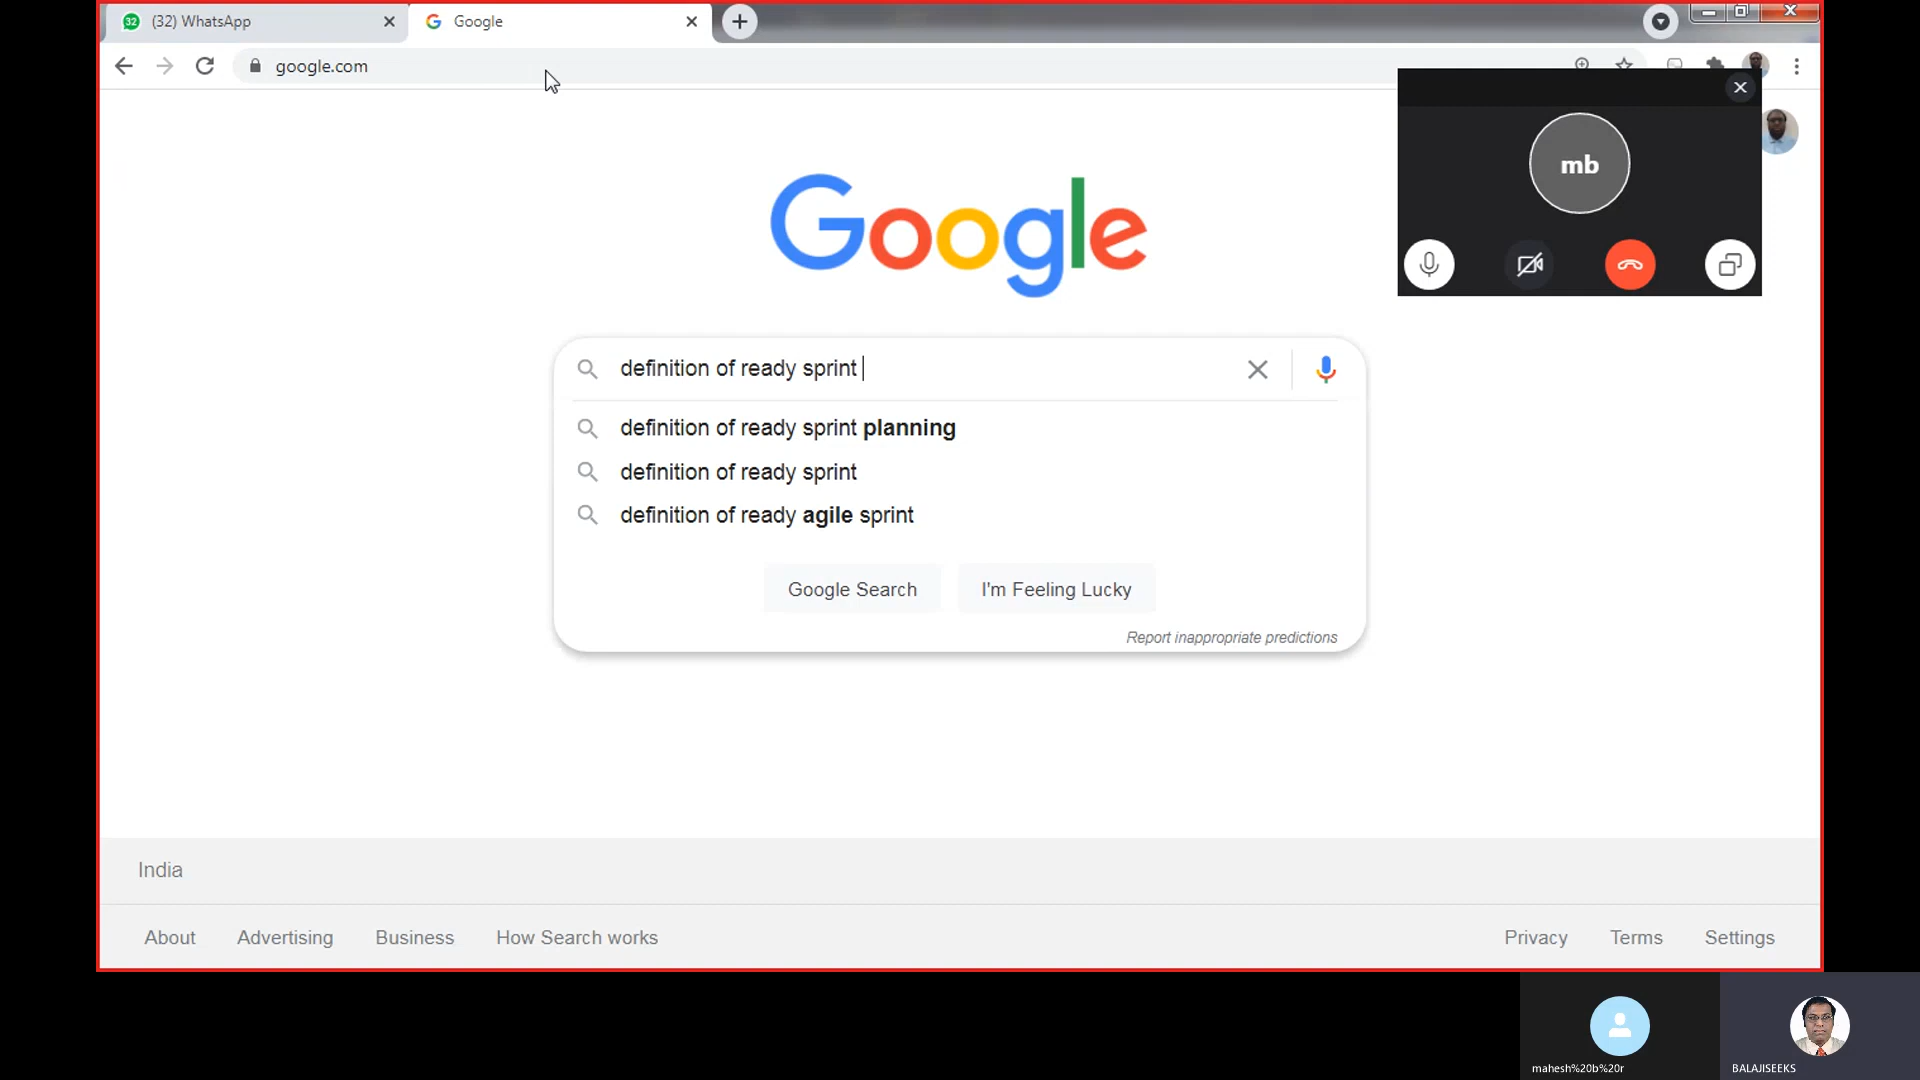 32
(32) WhatsApp
Google
google.com
mb
Google
definition of ready sprint
definition of ready sprint planning
definition of ready sprint
definition of ready agile sprint
Google Search
I'm Feeling Lucky
Report inappropriate predictions
India
About
Advertising
Business
How Search works
Privacy
Terms
Settings
mahesh%20b%20r
BALAJISEEKS